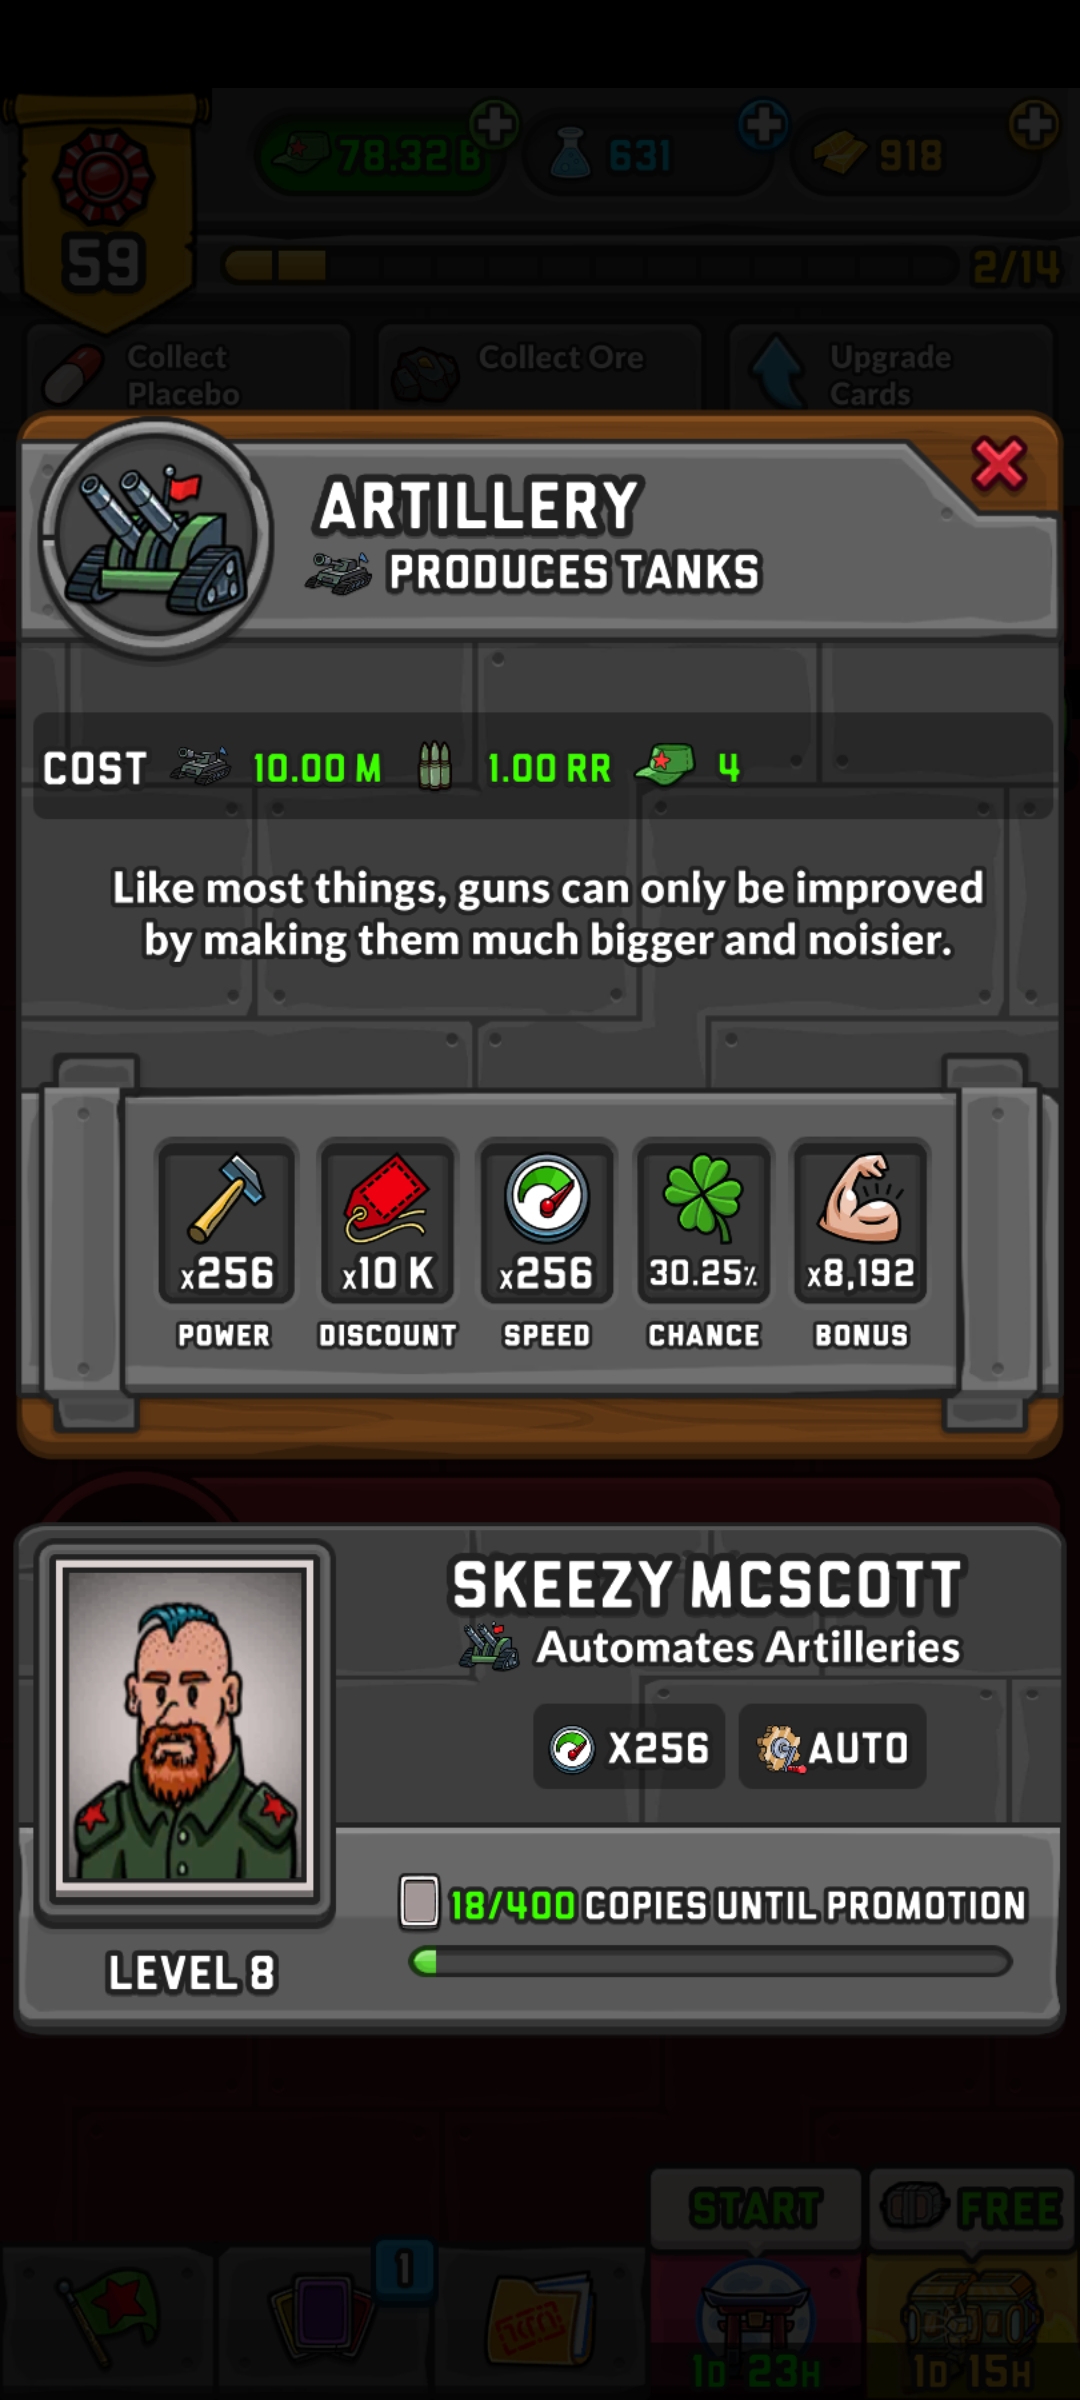 78.32 B
631
918
59
2/14
Collect
Placebo
Collect Ore
Upgrade
Cards
ARTILLERY
PRODUCES TANKS
COST 10.00 M 1.00 RR 4
Like most things, guns can only be improved
by making them much bigger and noisier.
x256 x10 K x256 30.25% x8,192
POWER DISCOUNT SPEED CHANCE BONUS
SKEEZY MCSCOTT
Automates Artilleries
X256 AUTO
18/400 COPIES UNTIL PROMOTION
LEVEL 8
START FREE
1
1D 23H 1D 15H